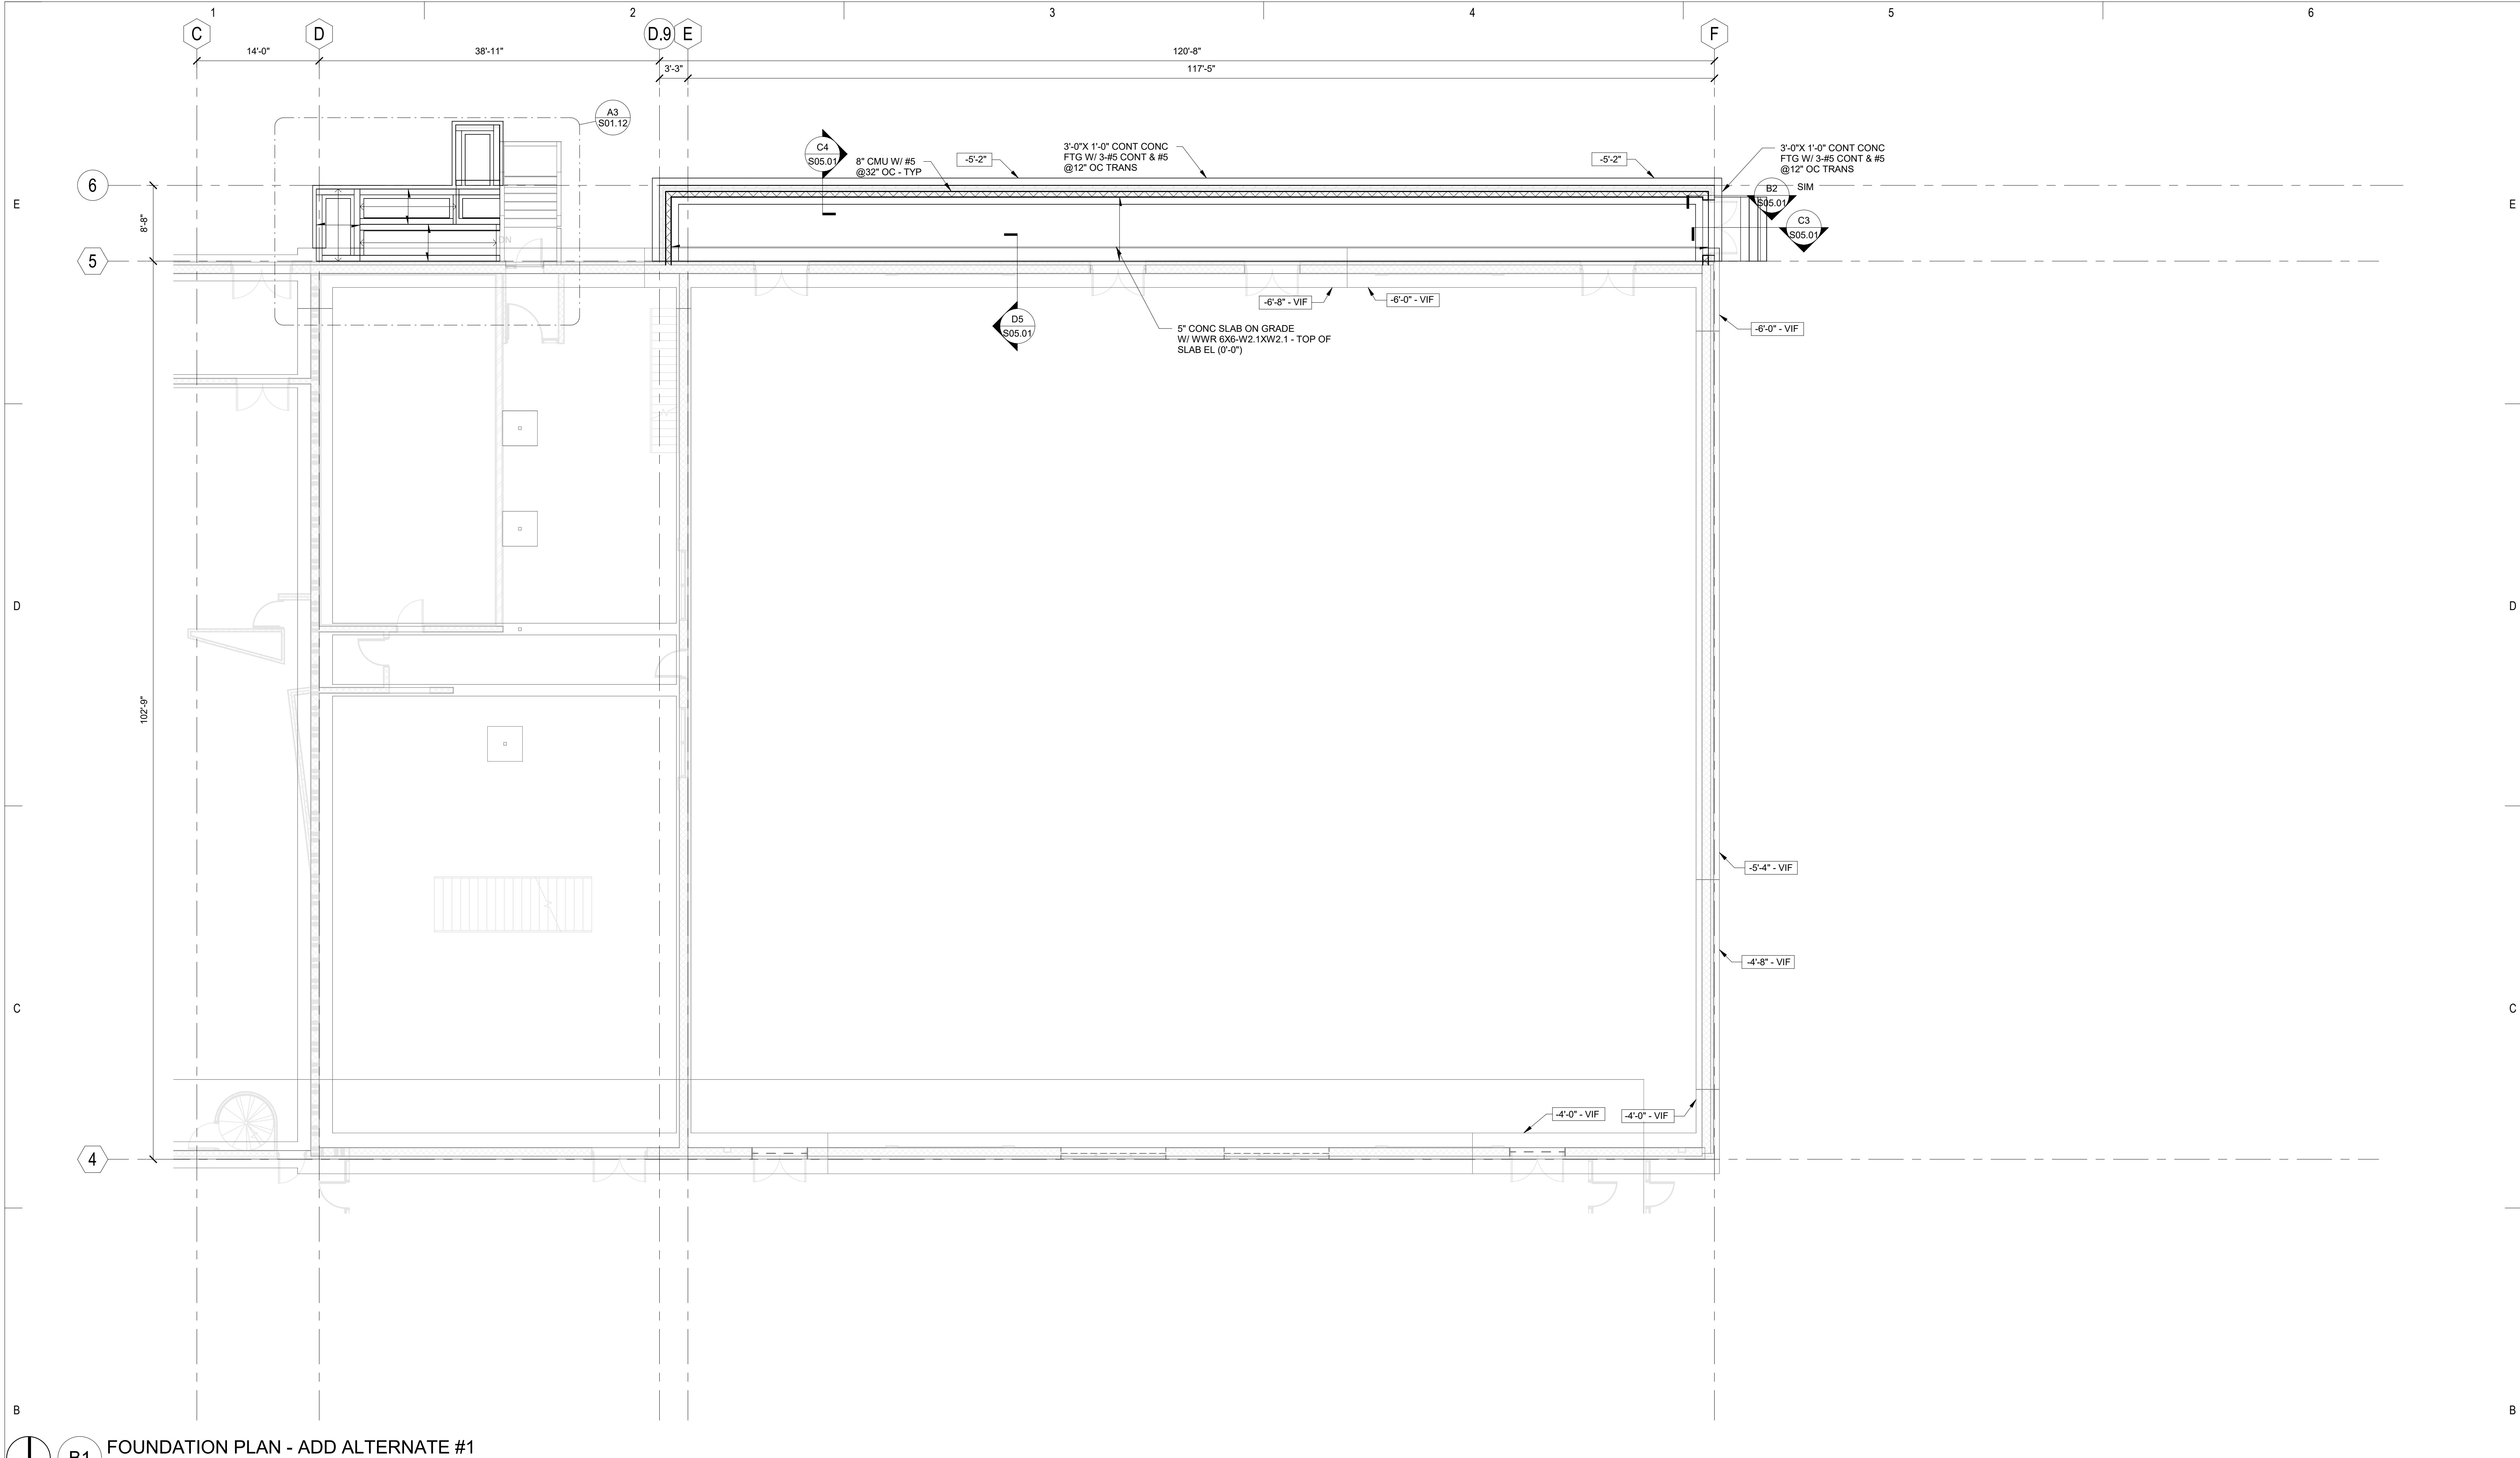 1 2 3 4 5 6
C D D.9 E F
14'-0" 38'-11" 120'-8"
3'-3" 117'-5"
A3
S01.12
C4
S05.01
8" CMU W/ #5
@32" OC - TYP
-5'-2"
3'-0"X 1'-0" CONT CONC
FTG W/ 3-#5 CONT & #5
@12" OC TRANS
-5'-2"
3'-0"X 1'-0" CONT CONC
FTG W/ 3-#5 CONT & #5
@12" OC TRANS
6
SIM
B2
S05.01
E
E
8'-8"
C3
S05.01
DN
5
-6'-8" - VIF
-6'-0" - VIF
D5
S05.01
-6'-0" - VIF
5" CONC SLAB ON GRADE
W/ WWR 6X6-W2.1XW2.1 - TOP OF
SLAB EL (0'-0")
D
D
102'-9"
-5'-4" - VIF
-4'-8" - VIF
C
C
-4'-0" - VIF
-4'-0" - VIF
4
B
B
B1
FOUNDATION PLAN - ADD ALTERNATE #1